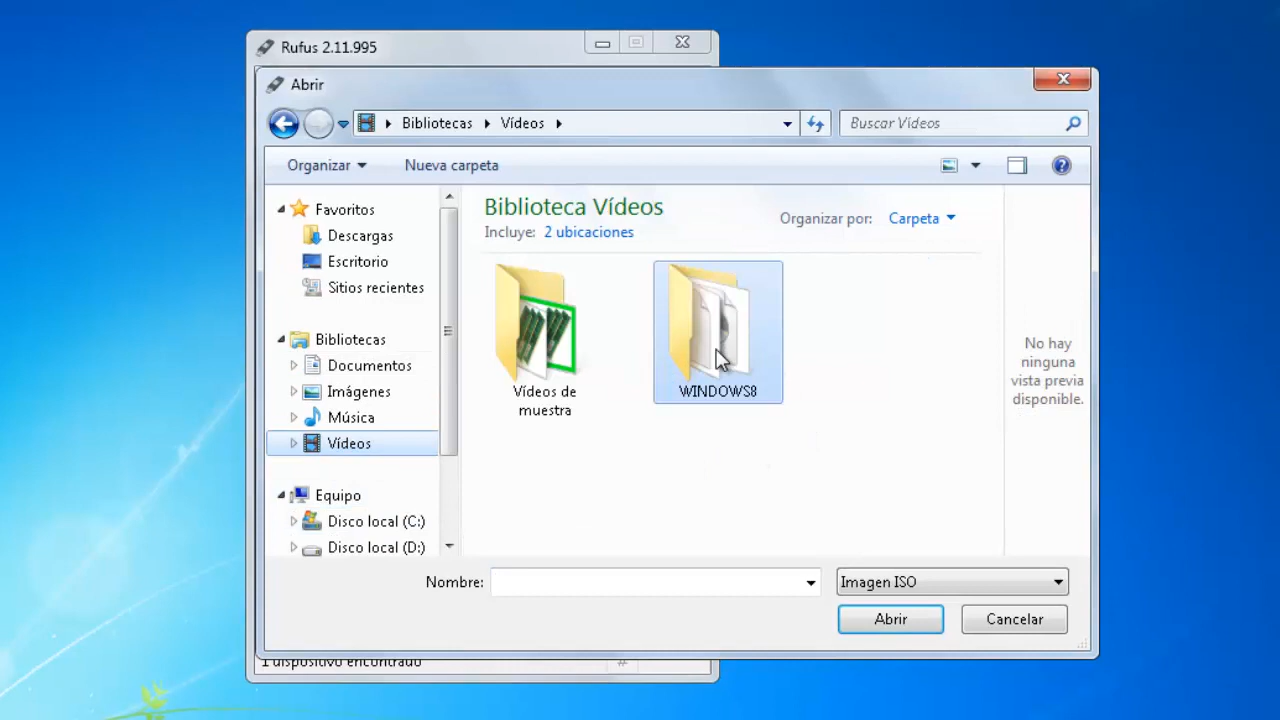 Rufus 2.11.995
Abrir
Bibliotecas Vídeos
Buscar Vídeos
Organizar Nueva carpeta
Favoritos
Descargas
Escritorio
Sitios recientes
Bibliotecas
Documentos
Imágenes
Música
Vídeos
Equipo
Disco local (C:)
Disco local (D:)
Biblioteca Vídeos
Incluye: 2 ubicaciones
Organizar por: Carpeta
Vídeos de
muestra
WINDOWS8
No hay
ninguna
vista previa
disponible.
Nombre:
Imagen ISO
Abrir Cancelar
1 dispositivo encontrado #